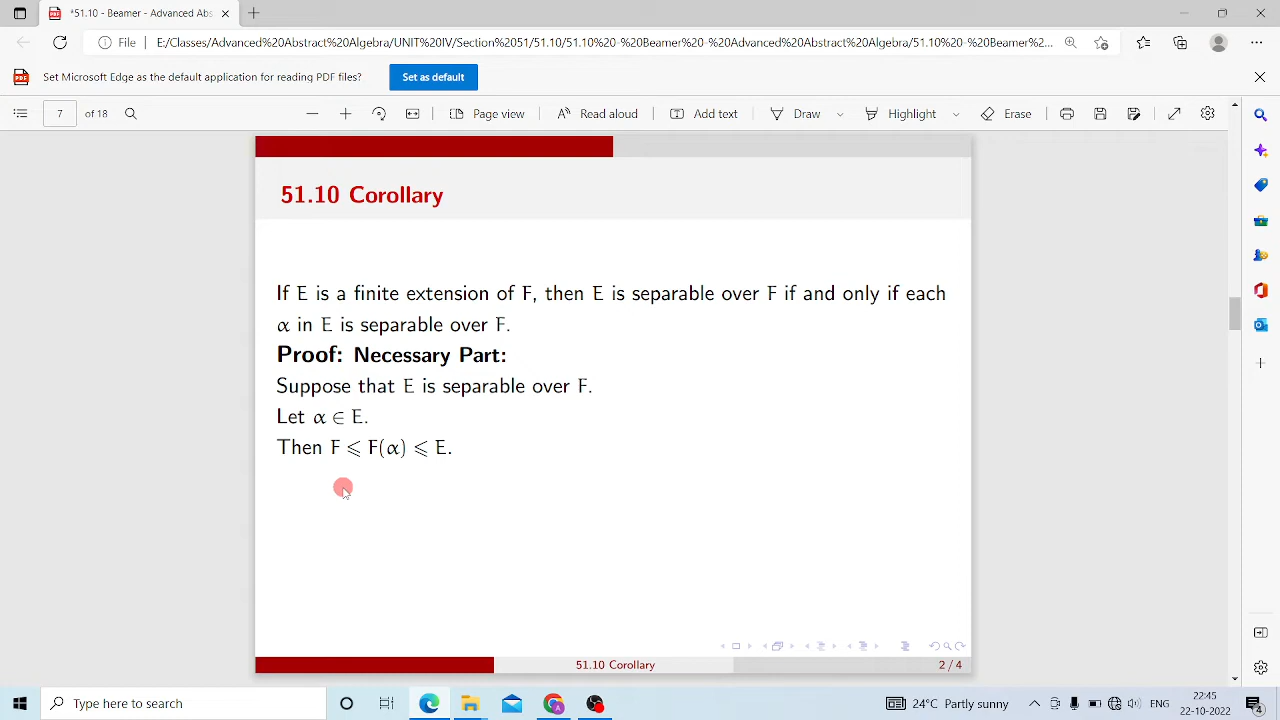 *51.10 - Beamer - Advanced Abs
File E:/Classes/Advanced%20Abstract%20Algebra/UNIT%20IV/Section%2051/51.10/51.10%20-%20Beamer%20-%20Advanced%20Abstract%20Algebra/51.10%20-%20Beamer%...
Set Microsoft Edge as the default application for reading PDF files? Set as default
7 of 18 Page view Read aloud Add text Draw Highlight Erase
51.10 Corollary
If E is a finite extension of F, then E is separable over F if and only if each
α in E is separable over F.
Proof: Necessary Part:
Suppose that E is separable over F.
Let α ∈ E.
Then F ⩽ F(α) ⩽ E.
51.10 Corollary 2 / 4
Type here to search 24°C Partly sunny ENG 22:45
22-10-2022 4